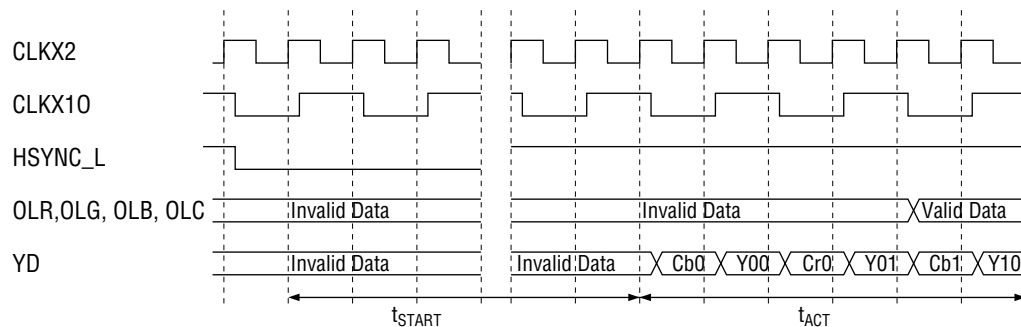 CLKX2
CLKX1O
HSYNC_L
OLR,OLG, OLB, OLC Invalid Data Invalid Data Valid Data
YD Invalid Data Invalid Data Cb0 Y00 Cr0 Y01 Cb1 Y10
tSTART tACT